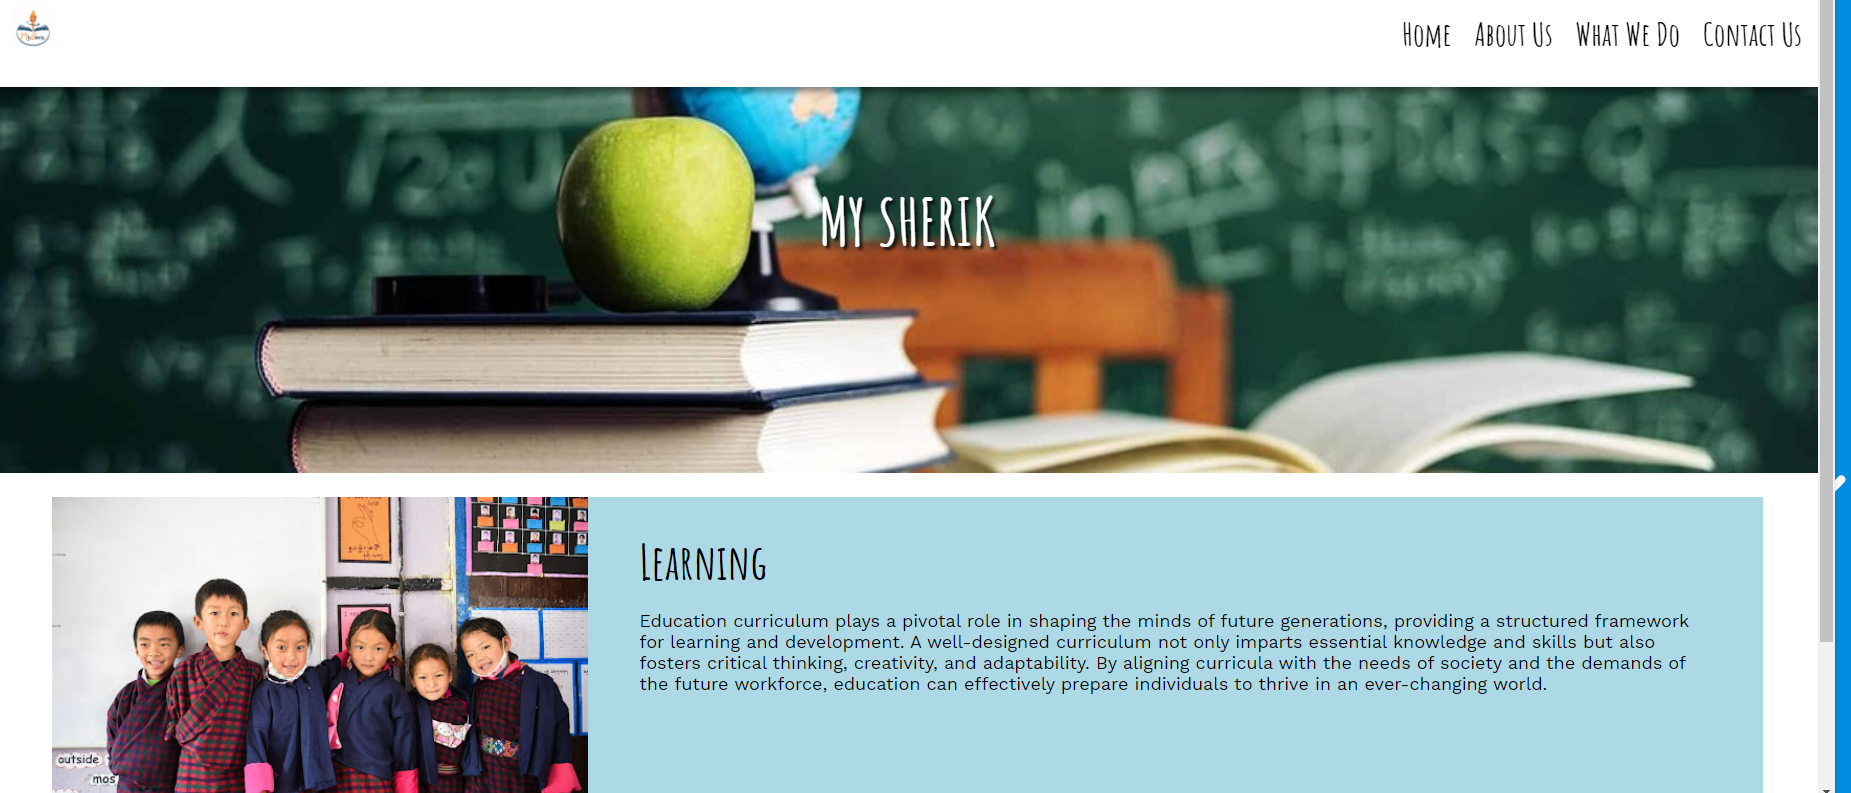 My Sherik
Home About Us What We Do Contact Us
MY SHERIK
Learning
Education curriculum plays a pivotal role in shaping the minds of future generations, providing a structured framework
for learning and development. A well-designed curriculum not only imparts essential knowledge and skills but also
fosters critical thinking, creativity, and adaptability. By aligning curricula with the needs of society and the demands of
the future workforce, education can effectively prepare individuals to thrive in an ever-changing world.
outside
mos